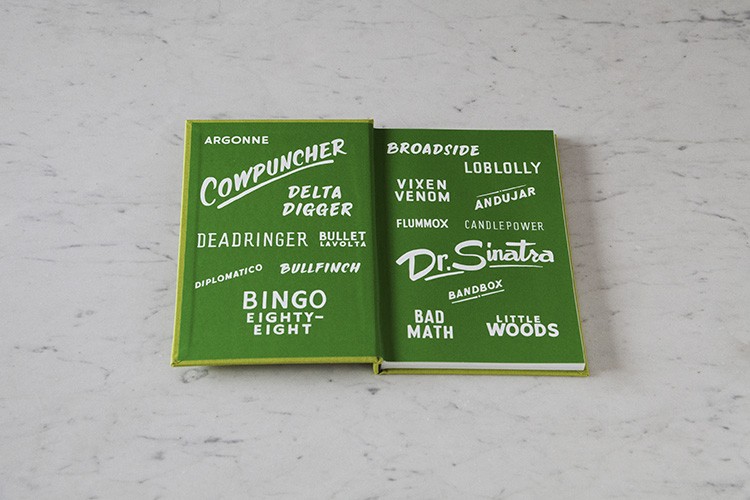 ARGONNE
COWPUNCHER
DELTA
DIGGER
DEADRINGER
BULLET
LAVOLTA
DIPLOMATICO
BULLFINCH
BINGO
EIGHTY-
EIGHT
BROADSIDE
LOBLOLLY
VIXEN
VENOM
ANDUJAR
FLUMMOX
CANDLEPOWER
Dr. Sinatra
BANDBOX
BAD
MATH
LITTLE
WOODS